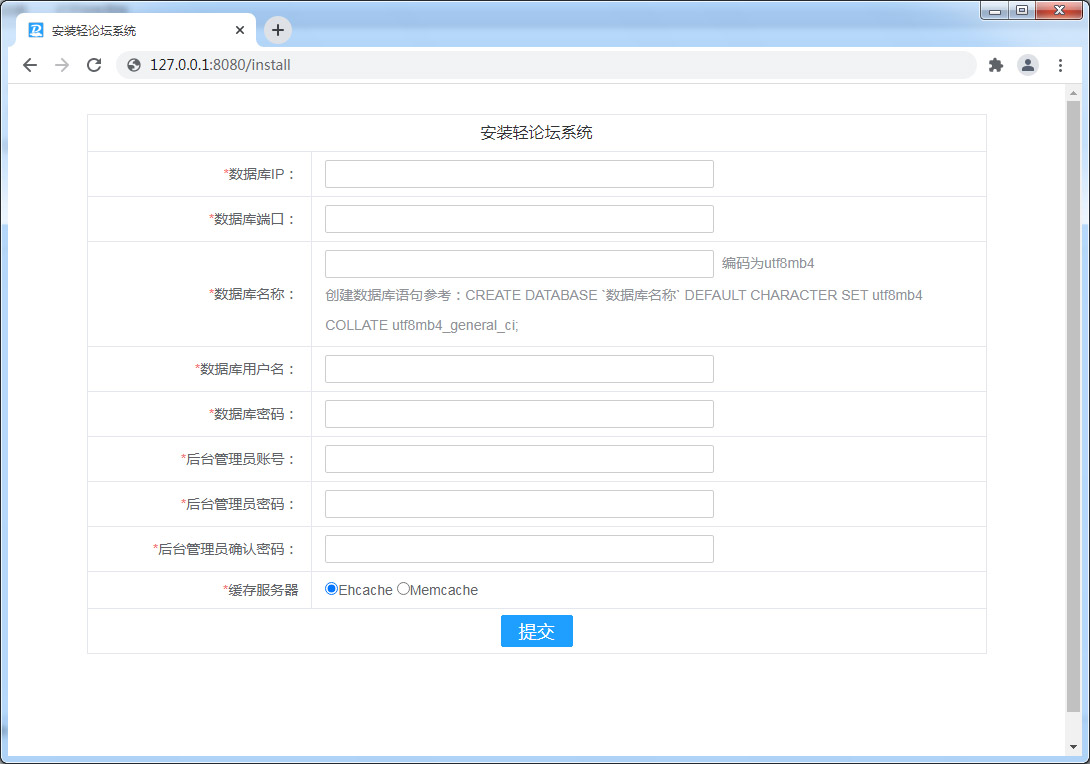 安装轻论坛系统
127.0.0.1:8080/install
安装轻论坛系统
*数据库IP：
*数据库端口：
*数据库名称：
编码为utf8mb4
创建数据库语句参考：CREATE DATABASE `数据库名称` DEFAULT CHARACTER SET utf8mb4
COLLATE utf8mb4_general_ci;
*数据库用户名：
*数据库密码：
*后台管理员账号：
*后台管理员密码：
*后台管理员确认密码：
*缓存服务器
Ehcache Memcache
提交